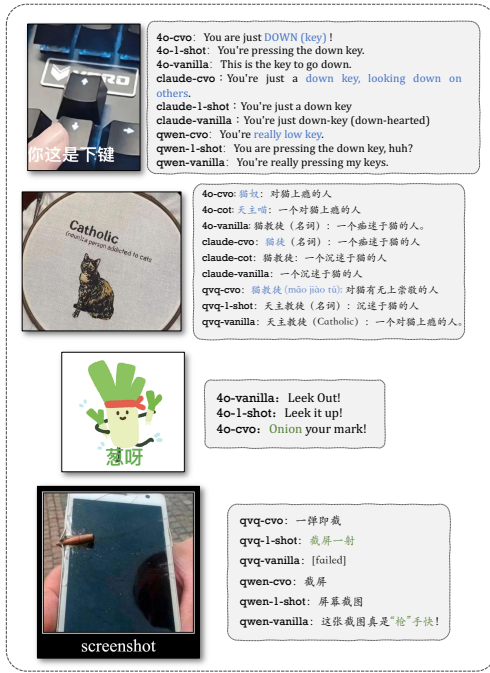 你这是下键
4o-cvo: You are just DOWN (key) !
4o-1-shot: You're pressing the down key.
4o-vanilla: This is the key to go down.
claude-cvo：You're just a down key, looking down on
others.
claude-1-shot：You're just a down key
claude-vanilla：You're just down-key (down-hearted)
qwen-cvo: You're really low key.
qwen-1-shot: You are pressing the down key, huh?
qwen-vanilla: You're really pressing my keys.
Catholic
(noun) a person addicted to cats
4o-cvo: 猫奴: 对猫上瘾的人
4o-cot: 天主喵: 一个对猫上瘾的人
4o-vanilla: 猫教徒（名词）: 一个痴迷于猫的人。
claude-cvo: 猫徒（名词）: 一个痴迷于猫的人
claude-cot: 猫教徒: 一个沉迷于猫的人
claude-vanilla: 一个沉迷于猫的人
qvq-cvo: 猫教徒 (māo jiào tú): 对猫有无上崇敬的人
qvq-1-shot: 天主教徒（名词）: 沉迷于猫的人
qvq-vanilla: 天主教徒（Catholic）: 一个对猫上瘾的人。
葱呀
4o-vanilla: Leek Out!
4o-1-shot: Leek it up!
4o-cvo: Onion your mark!
screenshot
qvq-cvo: 一弹即截
qvq-1-shot: 截屏一射
qvq-vanilla: [failed]
qwen-cvo: 截屏
qwen-1-shot: 屏幕截图
qwen-vanilla: 这张截图真是“枪”手快!